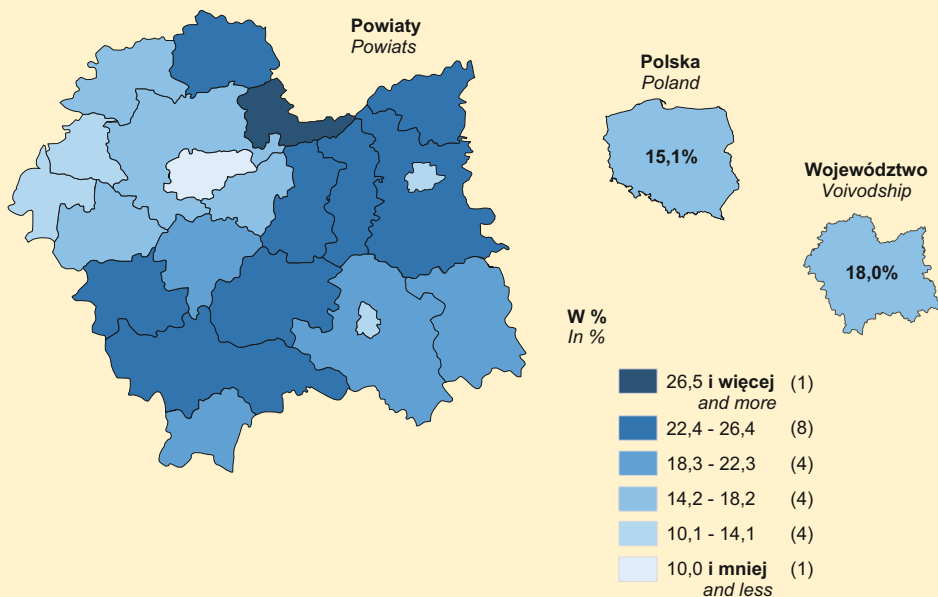 Powiaty
Powiats
Polska
Poland
15,1%
Województwo
Voivodship
18,0%
W %
In %
26,5 i więcej (1)
and more
22,4 - 26,4 (8)
18,3 - 22,3 (4)
14,2 - 18,2 (4)
10,1 - 14,1 (4)
10,0 i mniej (1)
and less